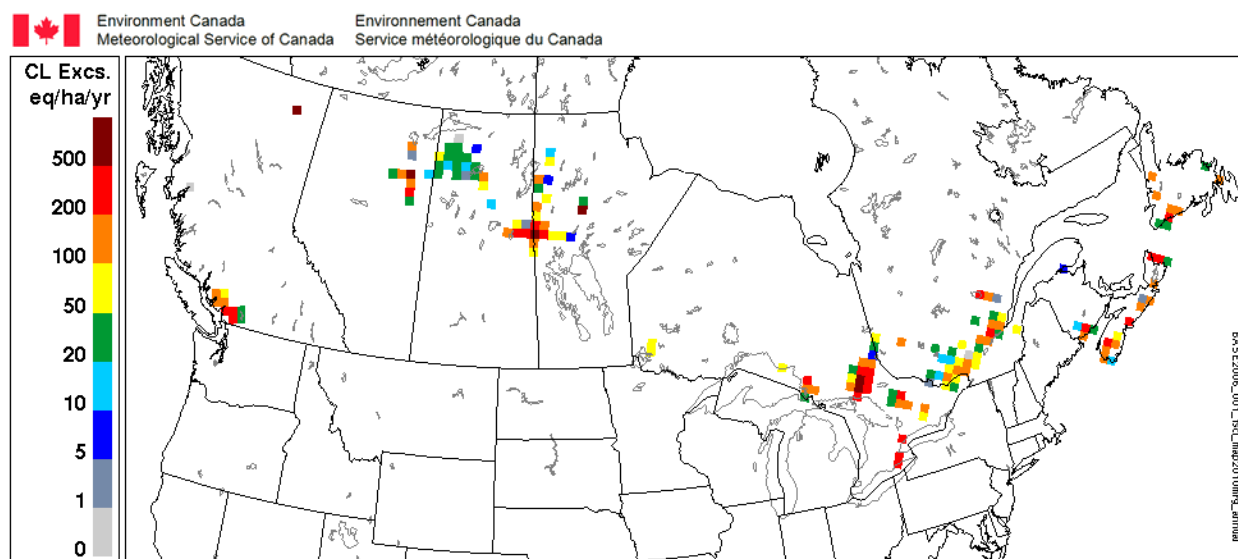 Environment Canada
Meteorological Service of Canada
Environnement Canada
Service météorologique du Canada
CL Excs.
eq/ha/yr
500
200
100
50
20
10
5
1
0